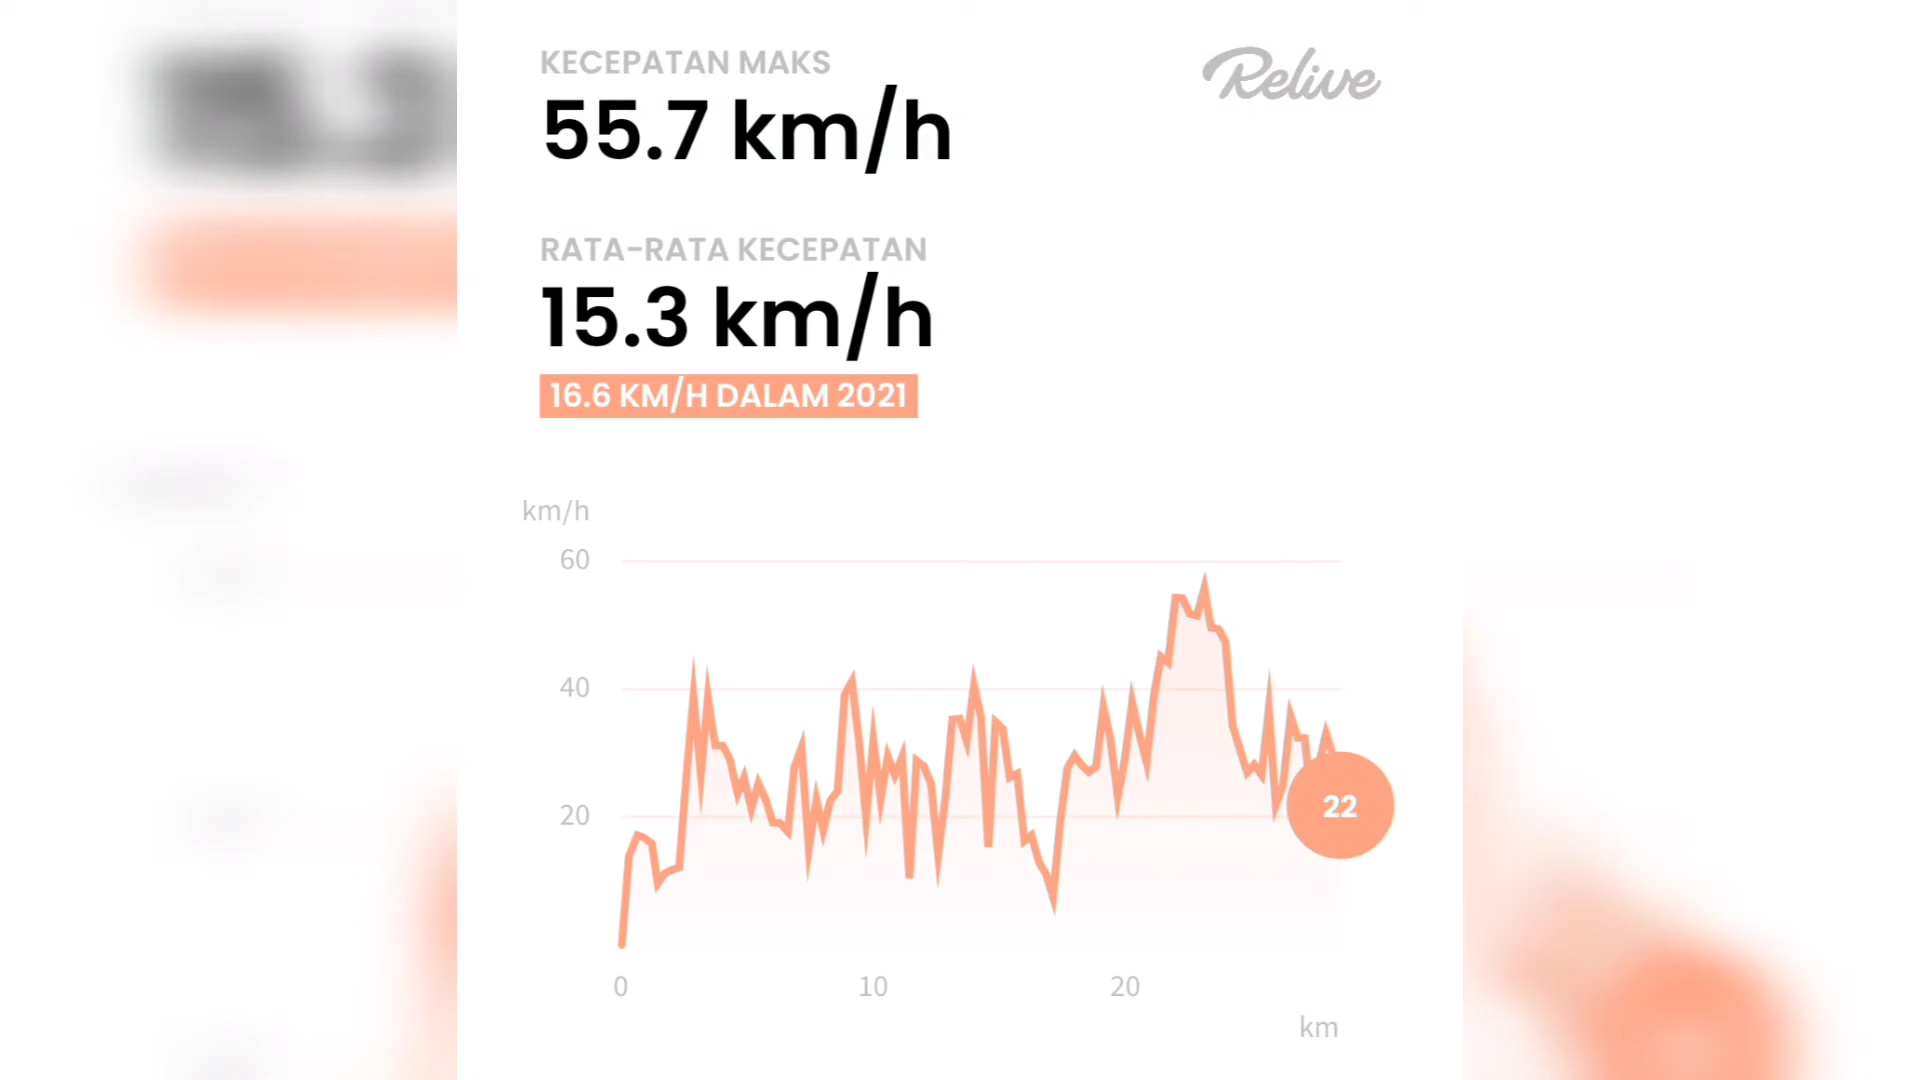 KECEPATAN MAKS
Relive
55.7 km/h
RATA-RATA KECEPATAN
15.3 km/h
16.6 KM/H DALAM 2021
km/h
60
40
20
22
0 10 20
km